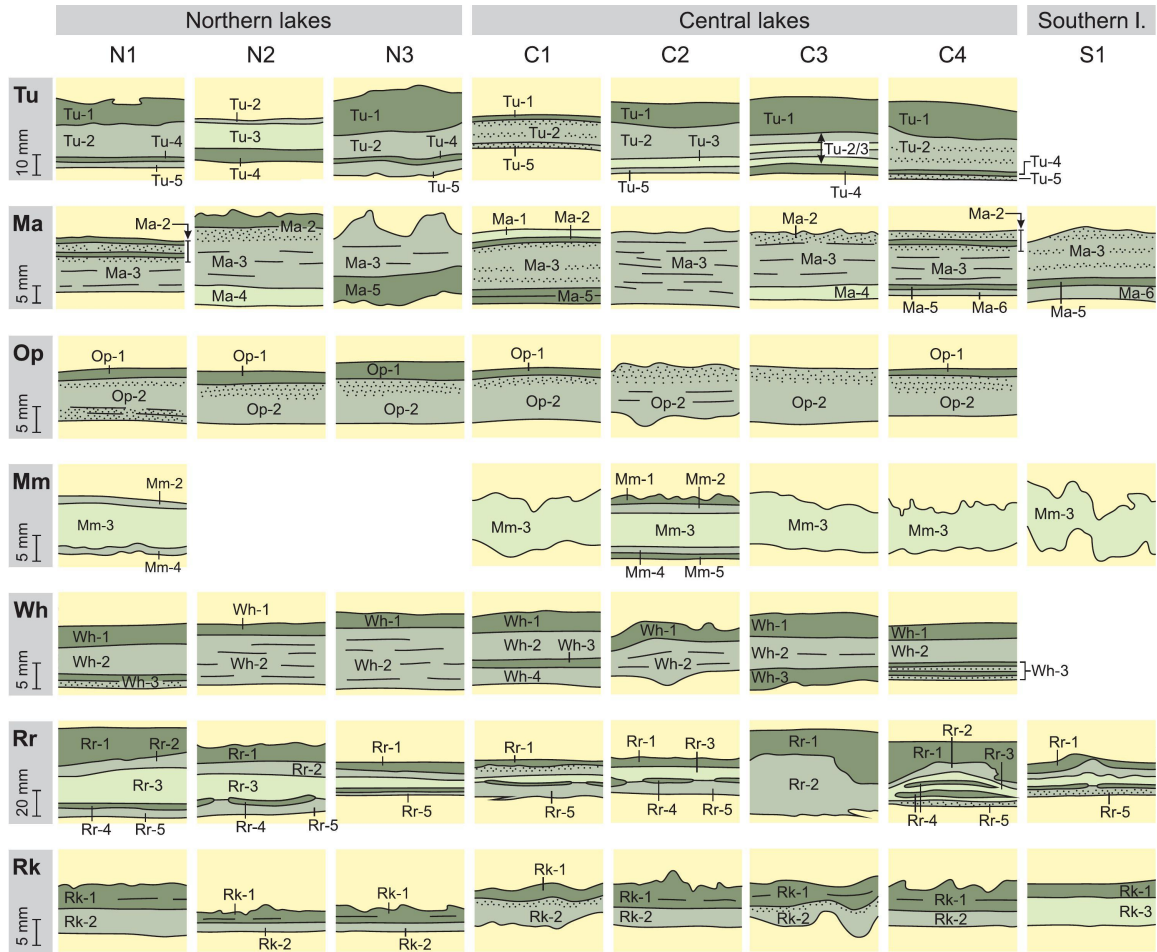 Northern lakes Central lakes Southern l.
N1 N2 N3 C1 C2 C3 C4 S1
Tu
10 mm
Tu-1 Tu-2 Tu-4 Tu-5
Tu-2 Tu-3 Tu-4
Tu-1 Tu-4 Tu-2 Tu-5
Tu-1 Tu-2 Tu-5
Tu-1 Tu-2 Tu-3 Tu-5
Tu-1 Tu-2/3 Tu-4
Tu-1 Tu-2 Tu-4 Tu-5
Ma
5 mm
Ma-2 Ma-3
Ma-2 Ma-3 Ma-4
Ma-3 Ma-5
Ma-1 Ma-2 Ma-3 Ma-5
Ma-3
Ma-2 Ma-3 Ma-4
Ma-2 Ma-3 Ma-5 Ma-6
Ma-3 Ma-6 Ma-5
Op
5 mm
Op-1 Op-2
Op-1 Op-2
Op-1 Op-2
Op-1 Op-2
Op-2
Op-2
Op-1 Op-2
Mm
5 mm
Mm-2 Mm-3 Mm-4
Mm-3
Mm-1 Mm-2 Mm-3 Mm-4 Mm-5
Mm-3
Mm-3
Mm-3
Wh
5 mm
Wh-1 Wh-2 Wh-3
Wh-1 Wh-2
Wh-1 Wh-2
Wh-1 Wh-2 Wh-3 Wh-4
Wh-1 Wh-2
Wh-1 Wh-2 Wh-3
Wh-1 Wh-2 Wh-3
Rr
20 mm
Rr-1 Rr-2 Rr-3 Rr-4 Rr-5
Rr-1 Rr-2 Rr-3 Rr-4 Rr-5
Rr-1 Rr-5
Rr-1 Rr-5
Rr-1 Rr-3 Rr-4 Rr-5
Rr-1 Rr-2
Rr-2 Rr-1 Rr-3 Rr-4 Rr-5
Rr-1 Rr-5
Rk
5 mm
Rk-1 Rk-2
Rk-1 Rk-2
Rk-1 Rk-2
Rk-1 Rk-2
Rk-1 Rk-2
Rk-1 Rk-2
Rk-1 Rk-2
Rk-1 Rk-3